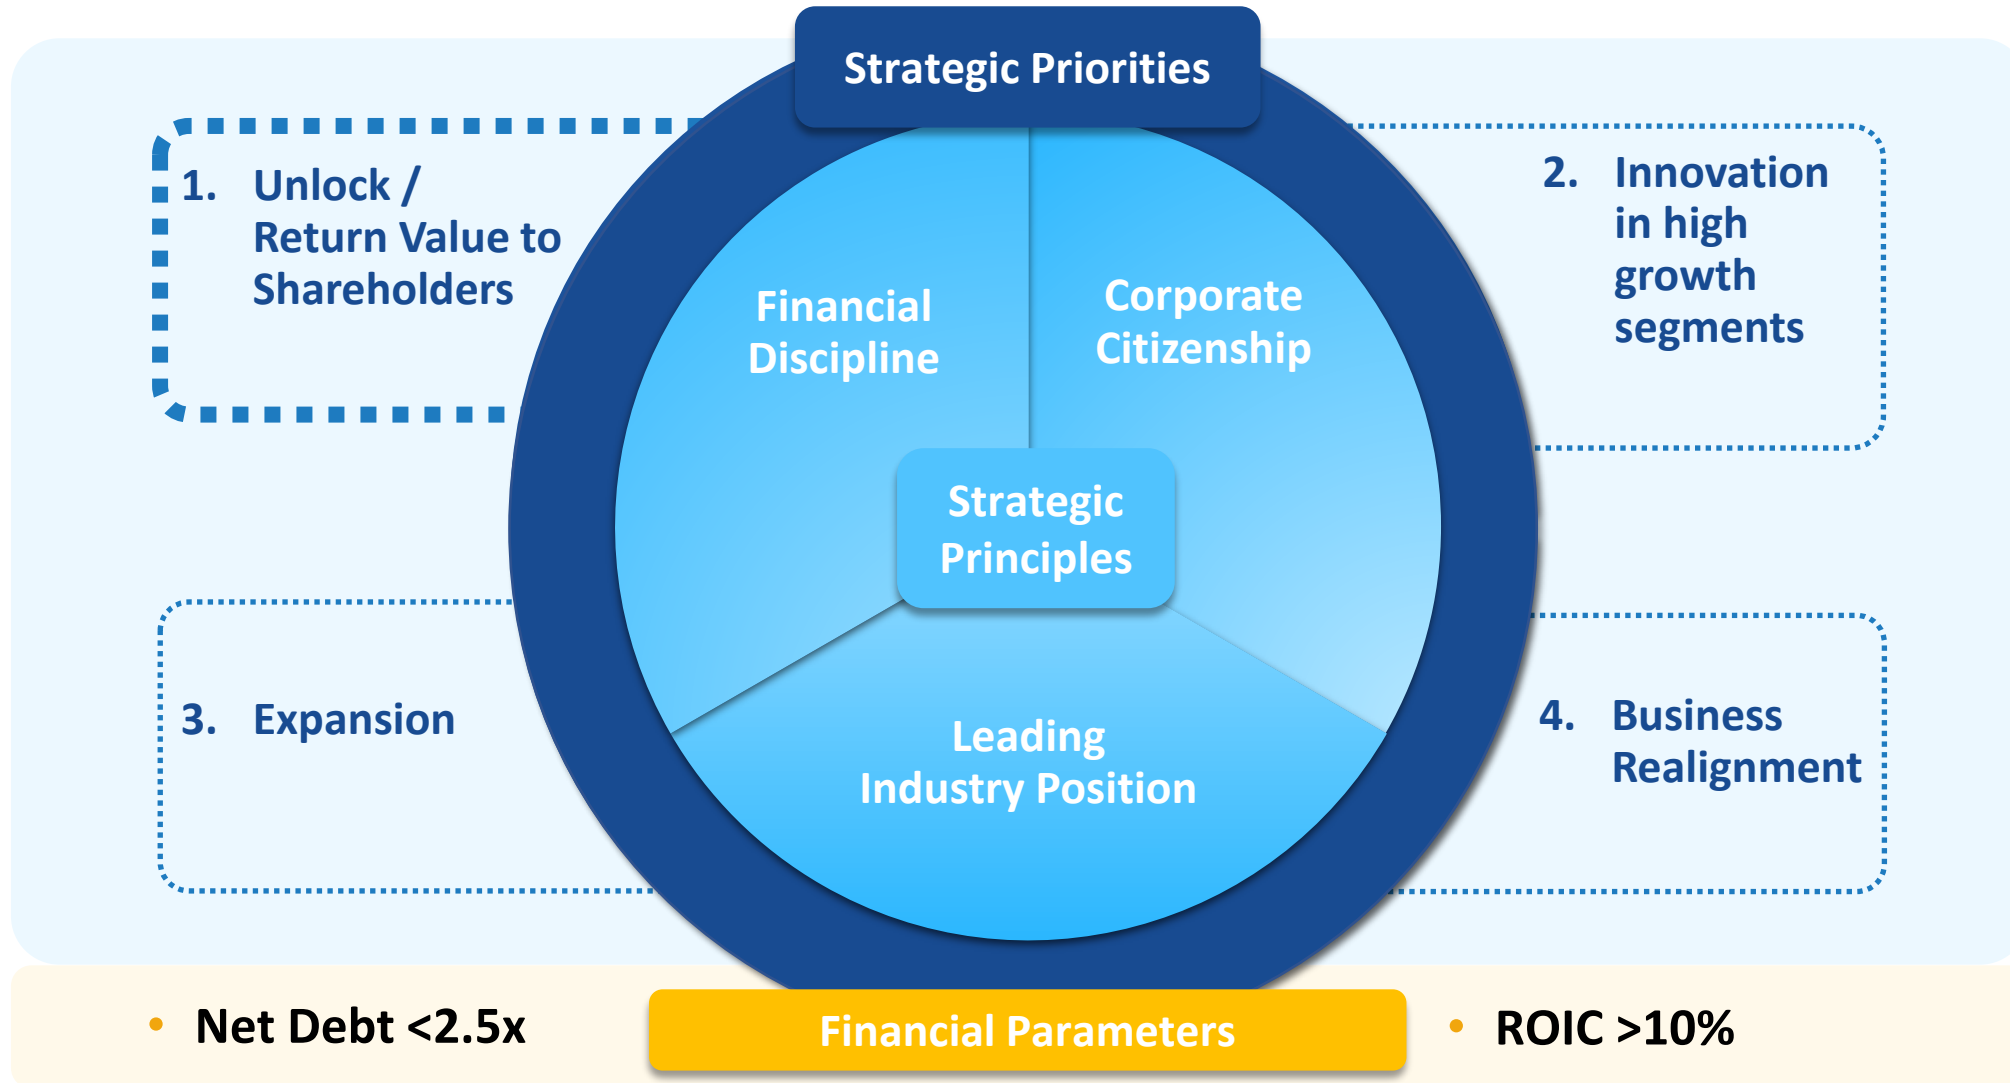 Strategic Priorities
1. Unlock /
Return Value to
Shareholders
2. Innovation
in high
growth
segments
Financial
Discipline
Corporate
Citizenship
Strategic
Principles
Leading
Industry Position
3. Expansion
4. Business
Realignment
• Net Debt <2.5x
Financial Parameters
• ROIC >10%